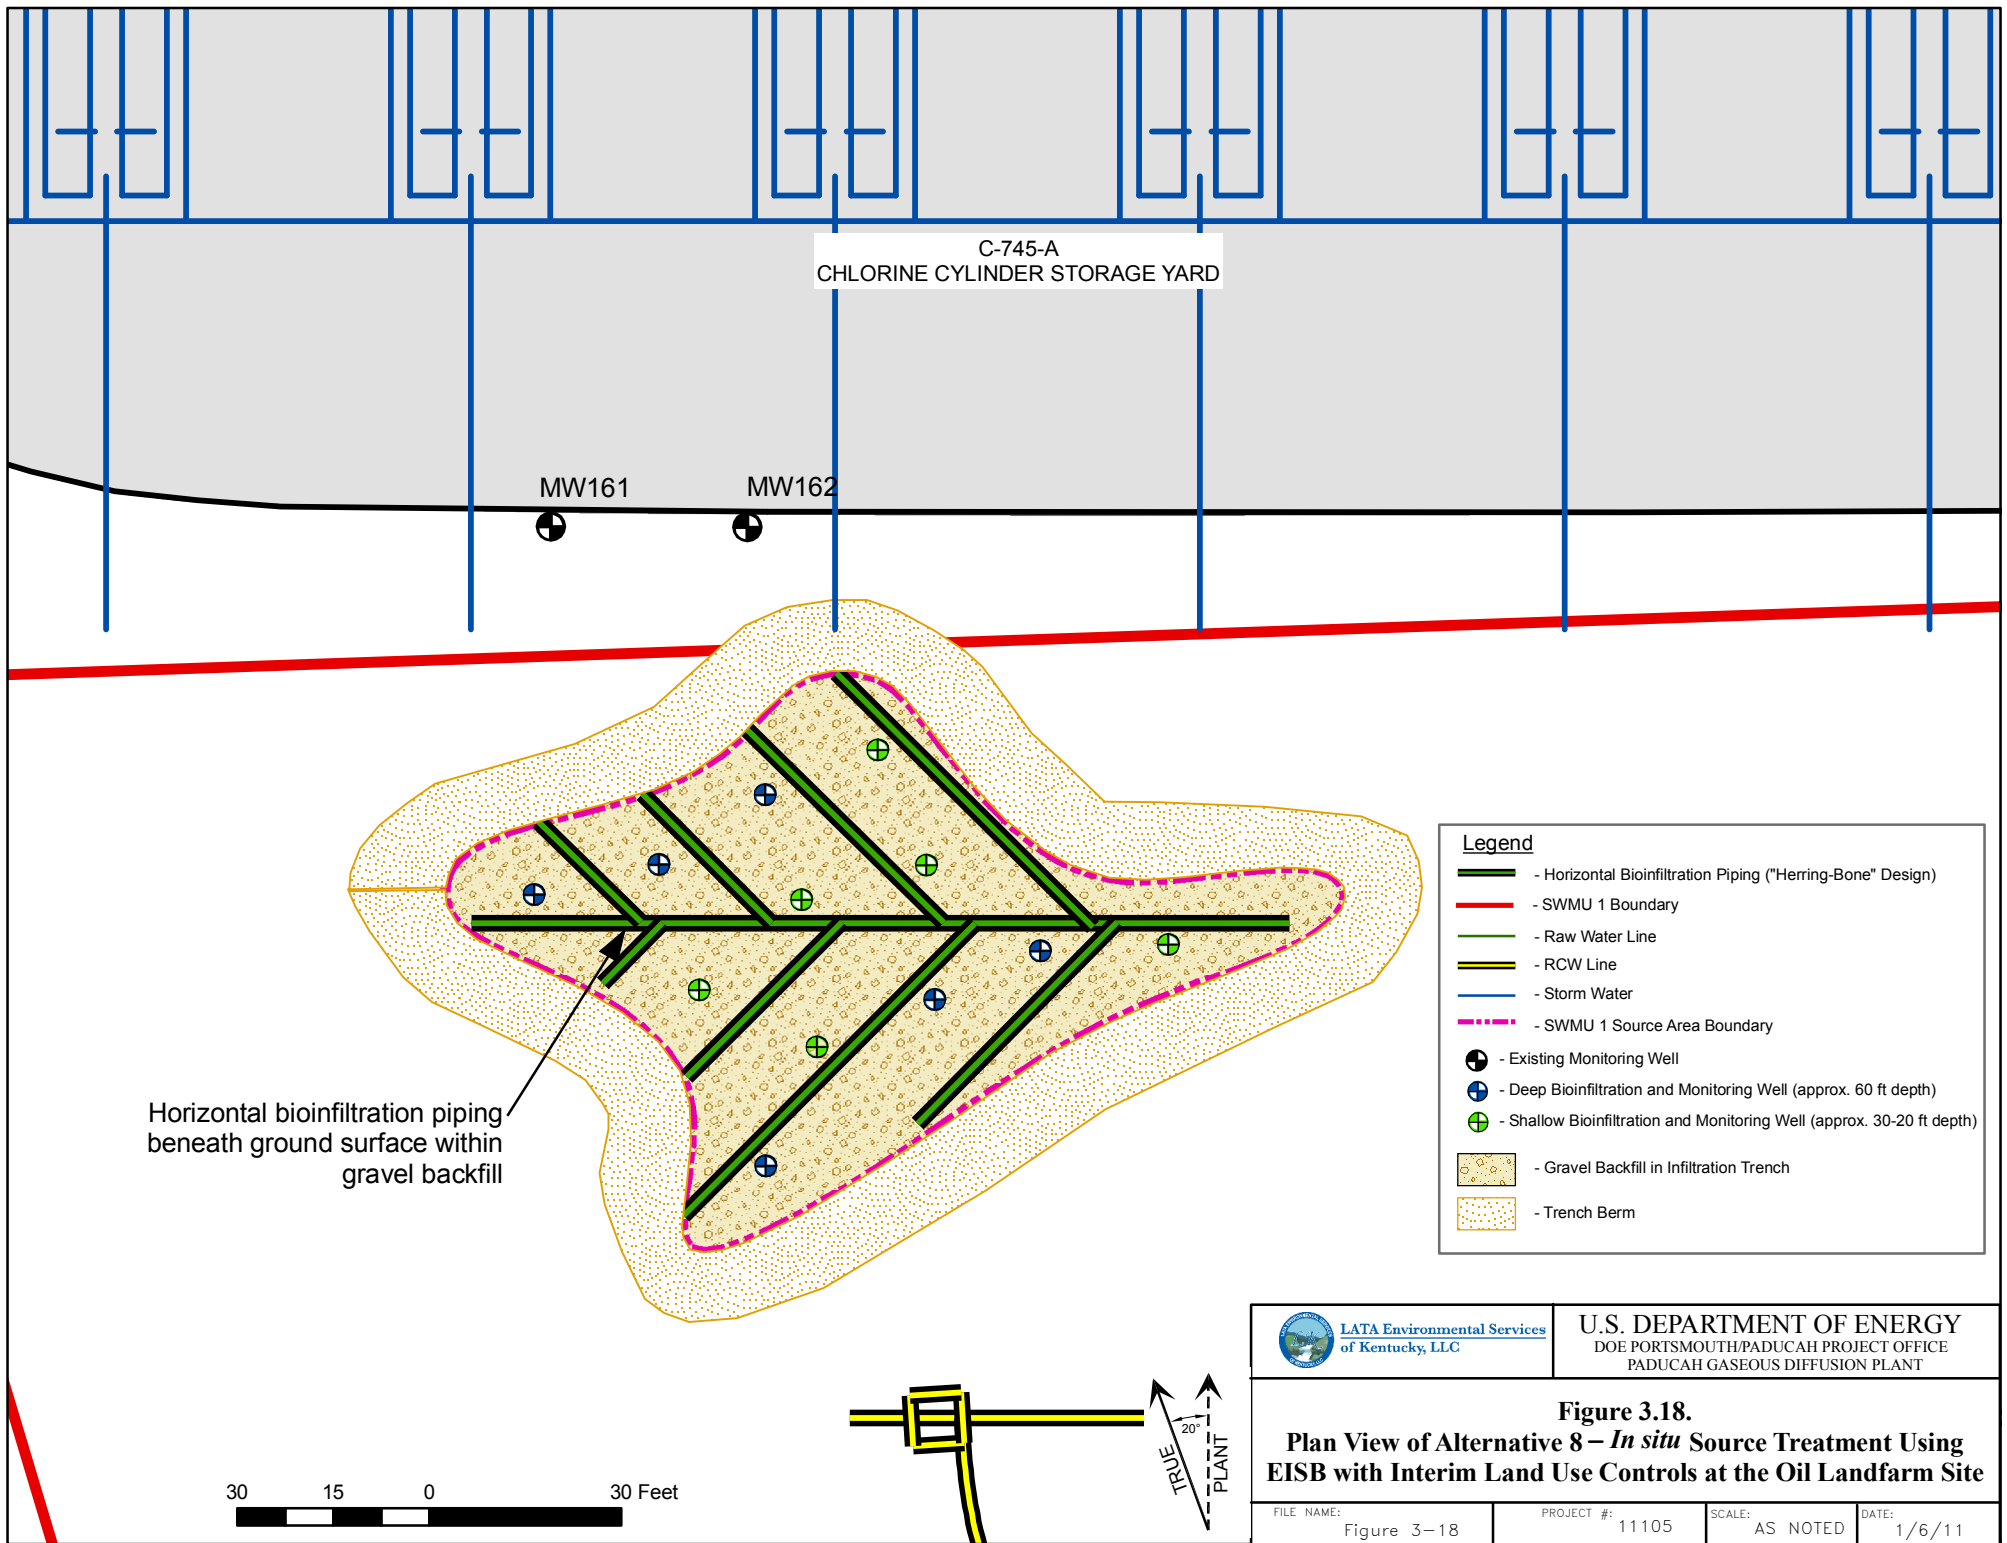 C-745-A
CHLORINE CYLINDER STORAGE YARD
MW161
MW162
Legend
- Horizontal Bioinfiltration Piping ("Herring-Bone" Design)
- SWMU 1 Boundary
- Raw Water Line
- RCW Line
- Storm Water
- SWMU 1 Source Area Boundary
- Existing Monitoring Well
- Deep Bioinfiltration and Monitoring Well (approx. 60 ft depth)
- Shallow Bioinfiltration and Monitoring Well (approx. 30-20 ft depth)
- Gravel Backfill in Infiltration Trench
- Trench Berm
Horizontal bioinfiltration piping
beneath ground surface within
gravel backfill
30 15 0 30 Feet
TRUE
20°
PLANT
LATA Environmental Services
of Kentucky, LLC
U.S. DEPARTMENT OF ENERGY
DOE PORTSMOUTH/PADUCAH PROJECT OFFICE
PADUCAH GASEOUS DIFFUSION PLANT
Figure 3.18.
Plan View of Alternative 8 – In situ Source Treatment Using
EISB with Interim Land Use Controls at the Oil Landfarm Site
FILE NAME: Figure 3-18
PROJECT #: 11105
SCALE: AS NOTED
DATE: 1/6/11